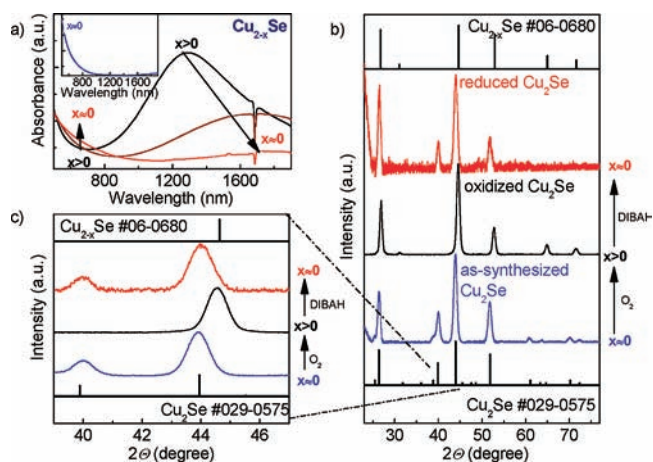 a)
Cu2-xSe
x≈0
800 1200 1600
Wavelength (nm)
x>0
x≈0
x>0
x≈0
Absorbance (a.u.)
800 1200 1600
Wavelength (nm)
b)
Cu2-xSe #06-0680
reduced Cu2Se
oxidized Cu2Se
as-synthesized
Cu2Se
Cu2Se #029-0575
Intensity (a.u.)
x≈0
DIBAH
x>0
O2
x≈0
30 40 50 60 70
2Θ (degree)
c)
Cu2-xSe #06-0680
Intensity (a.u.)
x≈0
DIBAH
x>0
O2
x≈0
Cu2Se #029-0575
40 42 44 46
2Θ (degree)